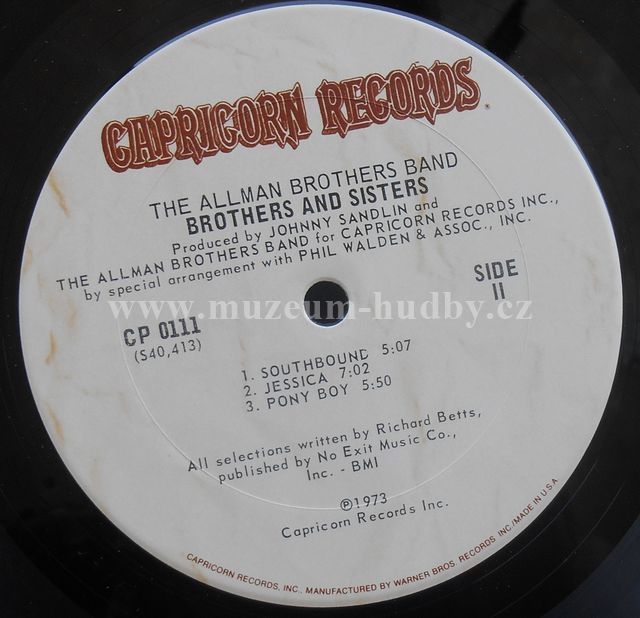 CAPRICORN RECORDS.
THE ALLMAN BROTHERS BAND
BROTHERS AND SISTERS
Produced by JOHNNY SANDLIN and
THE ALLMAN BROTHERS BAND for CAPRICORN RECORDS INC.,
by special arrangement with PHIL WALDEN & ASSOC., INC.
SIDE
II
www.muzeum-hudby.cz
CP 0111
(S40,413)
1. SOUTHBOUND 5:07
2. JESSICA 7:02
3. PONY BOY 5:50
All selections written by Richard Betts,
published by No Exit Music Co.,
Inc. - BMI
℗1973
Capricorn Records Inc.
CAPRICORN RECORDS, INC., MANUFACTURED BY WARNER BROS. RECORDS INC./MADE IN U.S.A.